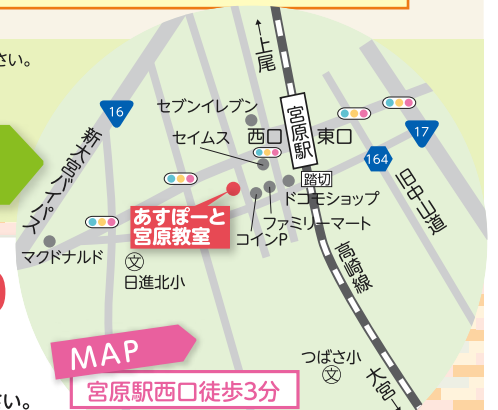 さい。
↑上尾
16
セブンイレブン
宮原駅
西口
東口
セイムス
17
新大宮バイパス
164
踏切
旧中山道
ドコモショップ
あすぽーと
宮原教室
ファミリーマート
コインP
マクドナルド
文
日進北小
高崎線
MAP
つばさ小
文
宮原駅西口徒歩3分
大宮
さい。